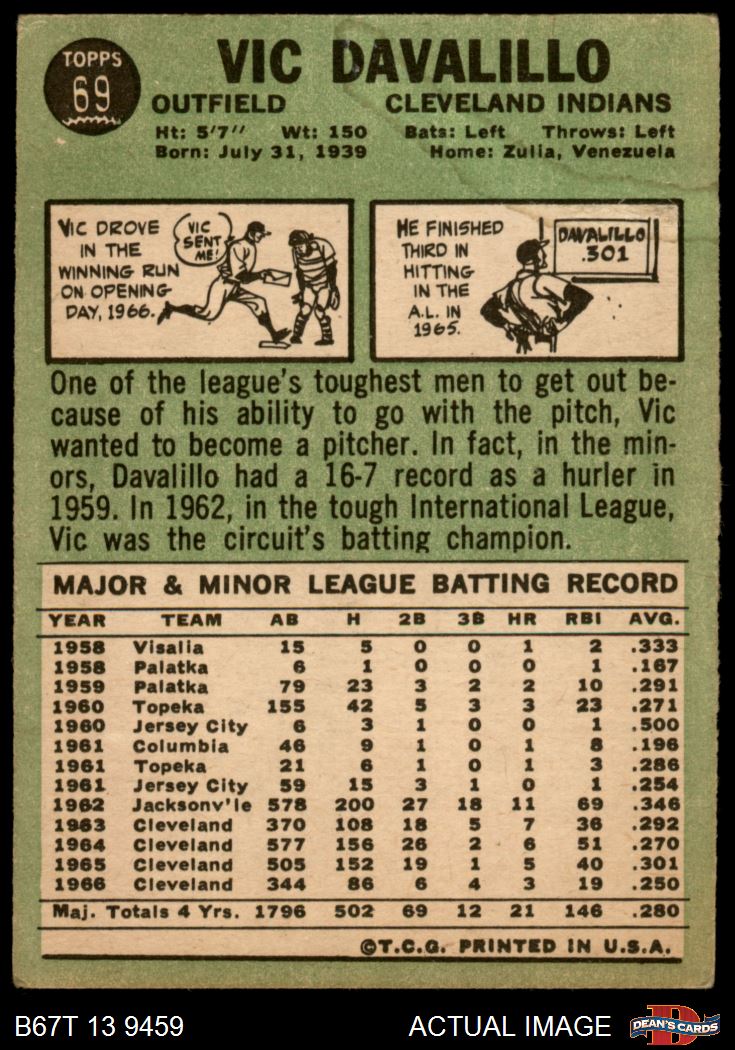 TOPPS
69
VIC DAVALILLO
OUTFIELD CLEVELAND INDIANS
Ht: 5'7" Wt: 150 Bats: Left Throws: Left
Born: July 31, 1939 Home: Zulia, Venezuela
VIC DROVE
IN THE
WINNING RUN
ON OPENING
DAY, 1966.
VIC
SENT
ME!
HE FINISHED
THIRD IN
HITTING
IN THE
A.L. IN
1965.
DAVALILLO
.301
One of the league's toughest men to get out be-
cause of his ability to go with the pitch, Vic
wanted to become a pitcher. In fact, in the min-
ors, Davalillo had a 16-7 record as a hurler in
1959. In 1962, in the tough International League,
Vic was the circuit's batting champion.
MAJOR & MINOR LEAGUE BATTING RECORD
YEAR TEAM AB H 2B 3B HR RBI AVG.
1958 Visalia 15 5 0 0 1 2 .333
1958 Palatka 6 1 0 0 0 1 .167
1959 Palatka 79 23 3 2 2 10 .291
1960 Topeka 155 42 5 3 3 23 .271
1960 Jersey City 6 3 1 0 0 1 .500
1961 Columbia 46 9 1 0 1 8 .196
1961 Topeka 21 6 1 0 1 3 .286
1961 Jersey City 59 15 3 1 0 1 .254
1962 Jacksonv'le 578 200 27 18 11 69 .346
1963 Cleveland 370 108 18 5 7 36 .292
1964 Cleveland 577 156 26 2 6 51 .270
1965 Cleveland 505 152 19 1 5 40 .301
1966 Cleveland 344 86 6 4 3 19 .250
Maj. Totals 4 Yrs. 1796 502 69 12 21 146 .280
©T.C.G. PRINTED IN U.S.A.
B67T 13 9459 ACTUAL IMAGE DEAN'S CARDS